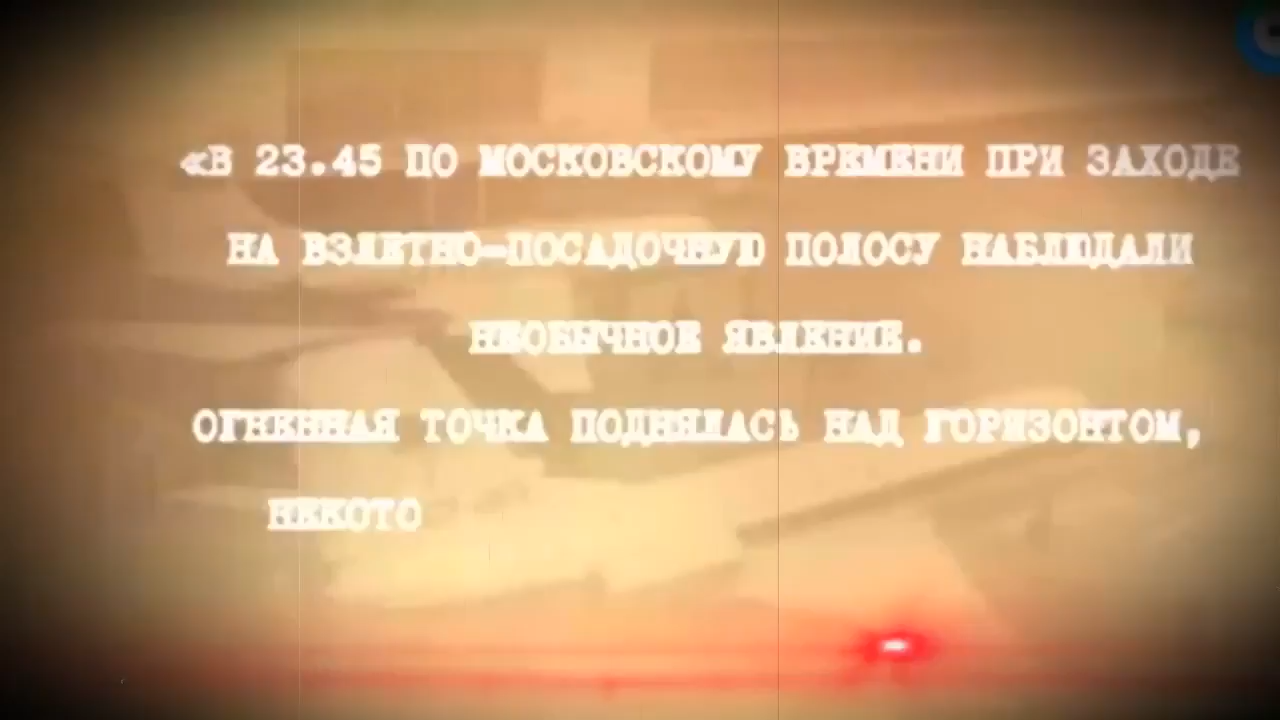 «В 23.45 ПО МОСКОВСКОМУ ВРЕМЕНИ ПРИ ЗАХОДЕ
НА ВЗЛЕТНО-ПОСАДОЧНУЮ ПОЛОСУ НАБЛЮДАЛИ
НЕОБЫЧНОЕ ЯВЛЕНИЕ.
ОГНЕННАЯ ТОЧКА ПОДНЯЛАСЬ НАД ГОРИЗОНТОМ,
НЕКОТО